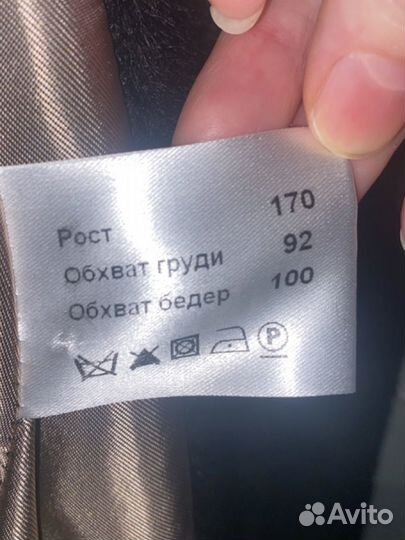 Рост 170
Обхват груди 92
Обхват бедер 100
P
Avito